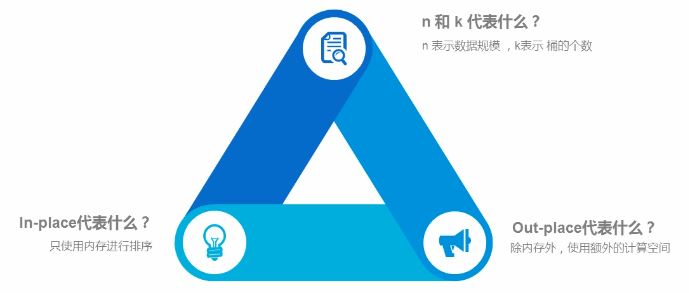 n 和 k 代表什么？
n 表示数据规模 ，k表示 桶的个数
In-place代表什么？
只使用内存进行排序
Out-place代表什么？
除内存外，使用额外的计算空间